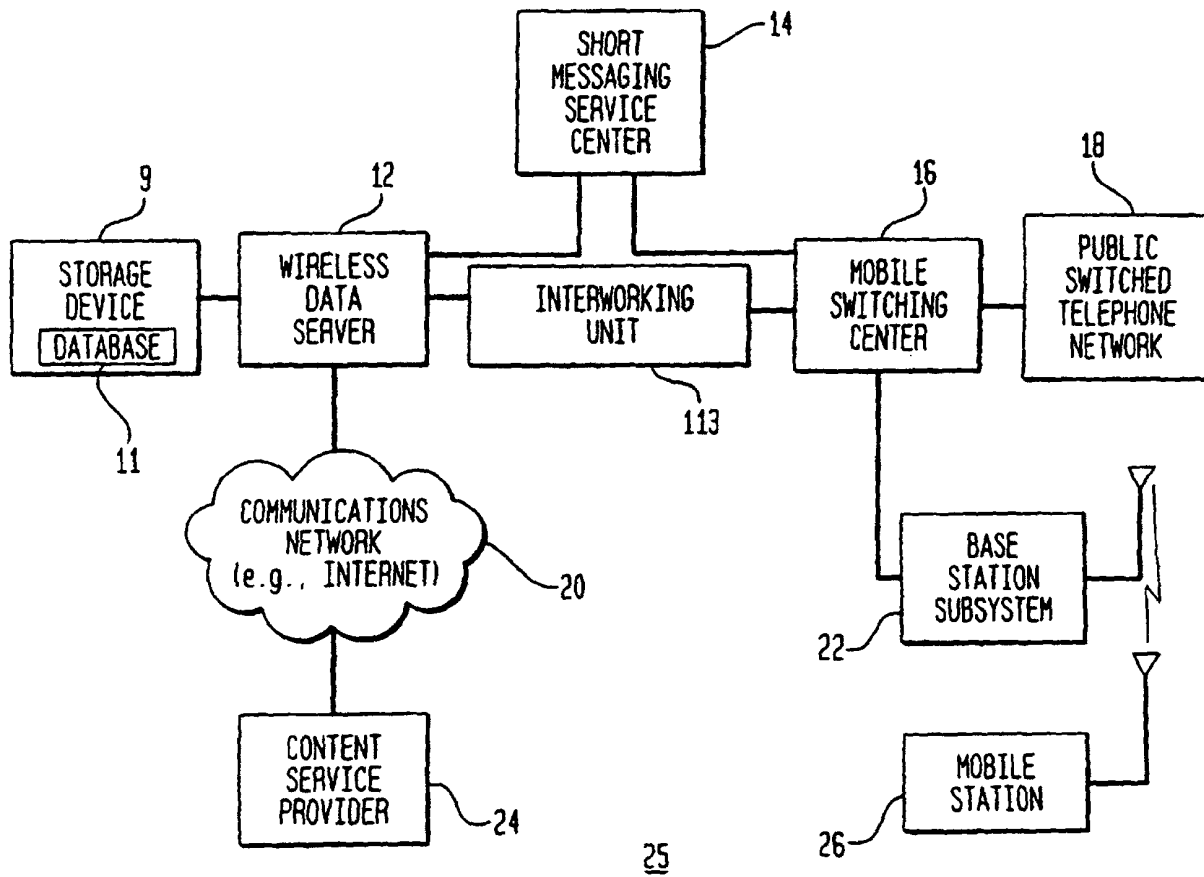 SHORT
MESSAGING
SERVICE
CENTER
14
9
12
16
18
STORAGE
DEVICE
DATABASE
11
WIRELESS
DATA
SERVER
INTERWORKING
UNIT
113
MOBILE
SWITCHING
CENTER
PUBLIC
SWITCHED
TELEPHONE
NETWORK
COMMUNICATIONS
NETWORK
(e.g., INTERNET)
20
BASE
STATION
SUBSYSTEM
22
CONTENT
SERVICE
PROVIDER
24
MOBILE
STATION
26
25